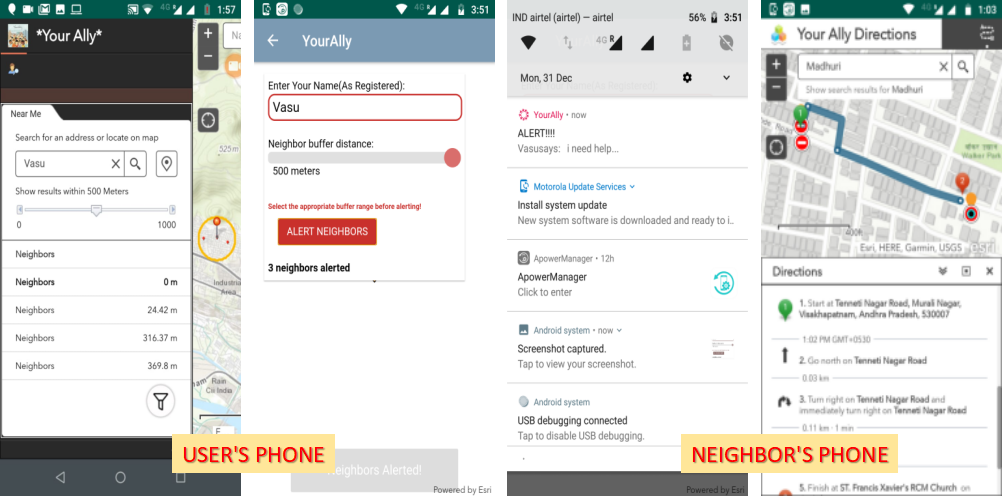 1:57
*Your Ally*
Near Me
Search for an address or locate on map
Vasu
Show results within 500 Meters
0 1000
Neighbors
Neighbors 0 m
Neighbors 24.42 m
Neighbors 316.37 m
Neighbors 369.8 m
Na
525m
Industrial
Area
Rain
Cii India
USER'S PHONE
4G 3:51
YourAlly
Enter Your Name(As Registered):
Vasu
Neighbor buffer distance:
500 meters
Select the appropriate buffer range before alerting!
ALERT NEIGHBORS
3 neighbors alerted
Neighbors Alerted!
Powered by Esri
IND airtel (airtel) — airtel 56% 3:51
4G R
Mon, 31 Dec
YourAlly • now
ALERT!!!!
Vasusays: i need help...
Motorola Update Services
Install system update
New system software is downloaded and ready to i..
ApowerManager • 12h
ApowerManager
Click to enter
Android system • now
Screenshot captured.
Tap to view your screenshot.
Android system
USB debugging connected
Tap to disable USB debugging.
Powered by Esri
NEIGHBOR'S PHONE
4G 1:03
Your Ally Directions
Madhuri
Show search results for Madhuri
1
2
Walker Park
400ft
Esri, HERE, Garmin, USGS esri
Directions
1. Start at Tenneti Nagar Road, Murali Nagar,
Visakhapatnam, Andhra Pradesh, 530007
1:02 PM GMT+0530
2. Go north on Tenneti Nagar Road
0.03 km
3. Turn right on Tenneti Nagar Road and
immediately turn right on Tenneti Nagar Road
0.11 km · 1 min
5. Finish at ST. Francis Xavier's RCM Church on